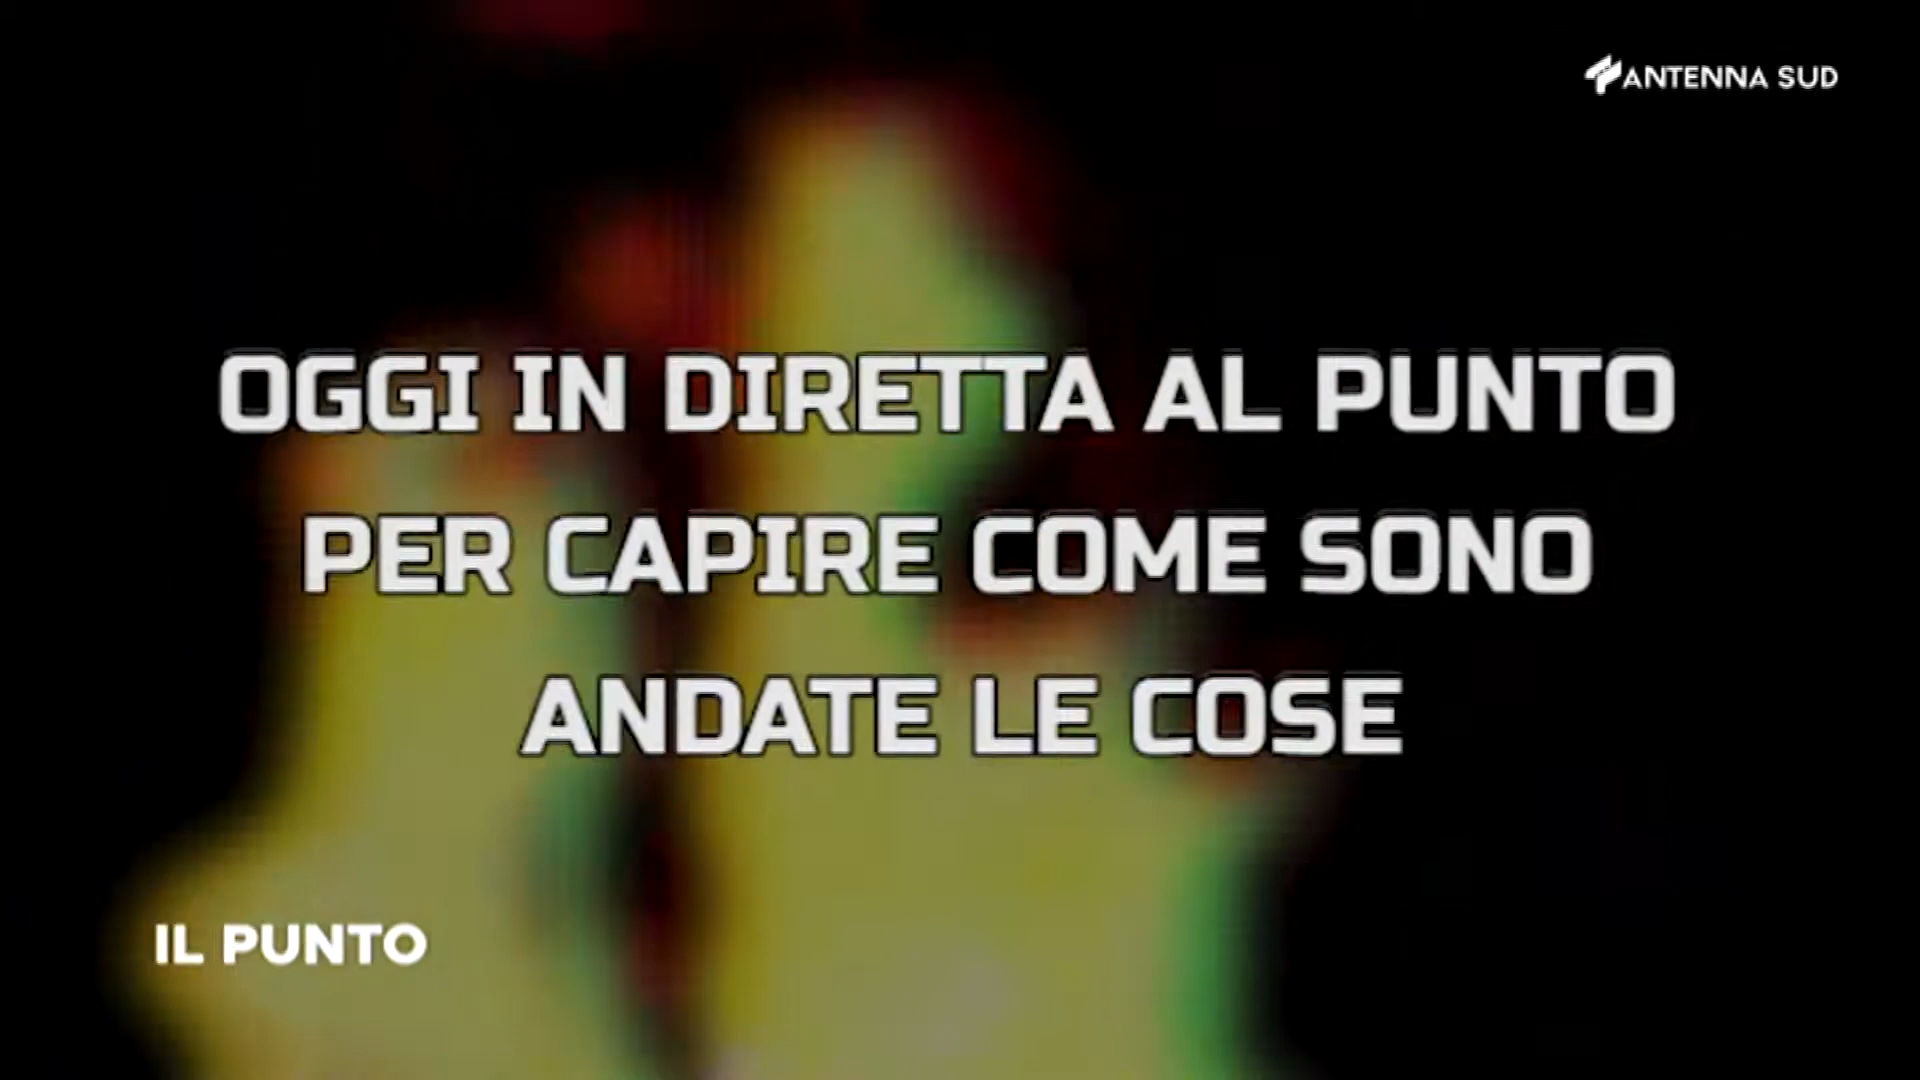 ANTENNA SUD
OGGI IN DIRETTA AL PUNTO
PER CAPIRE COME SONO
ANDATE LE COSE
IL PUNTO